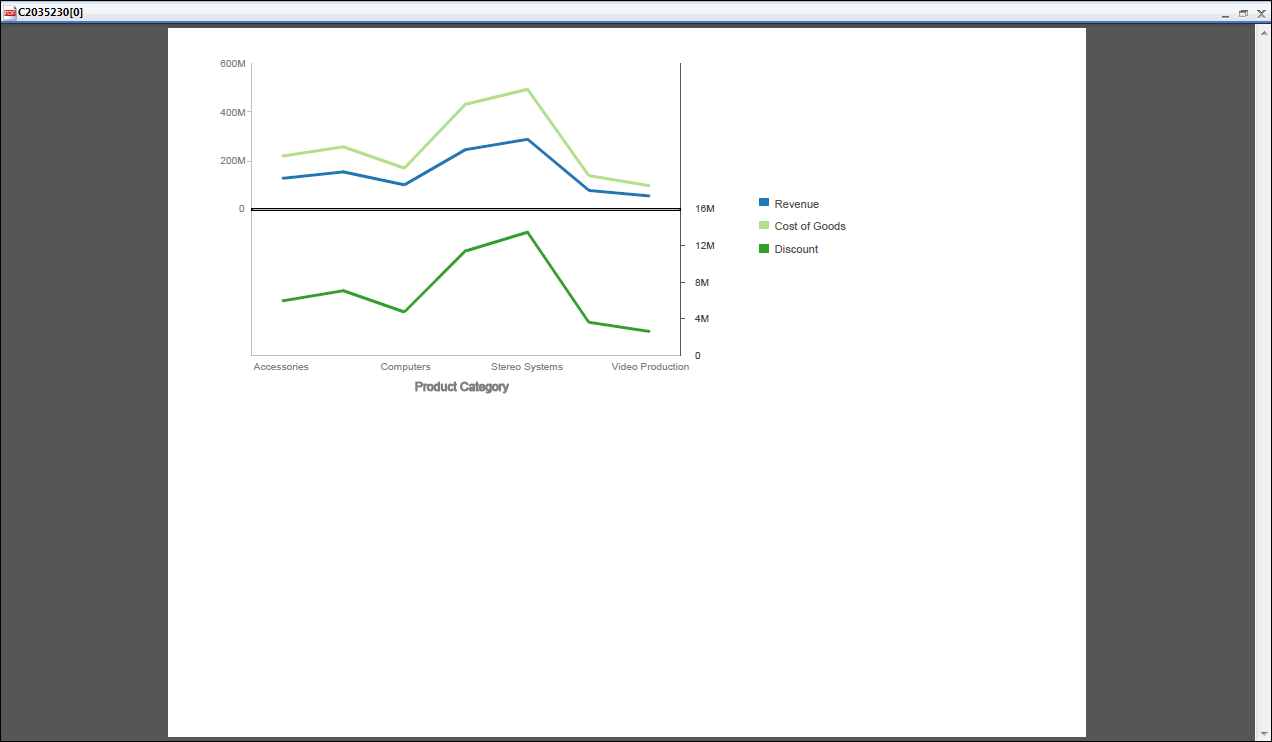 C2035230[0]
600M
400M
200M
0
16M
12M
8M
4M
0
Revenue
Cost of Goods
Discount
Accessories Computers Stereo Systems Video Production
Product Category